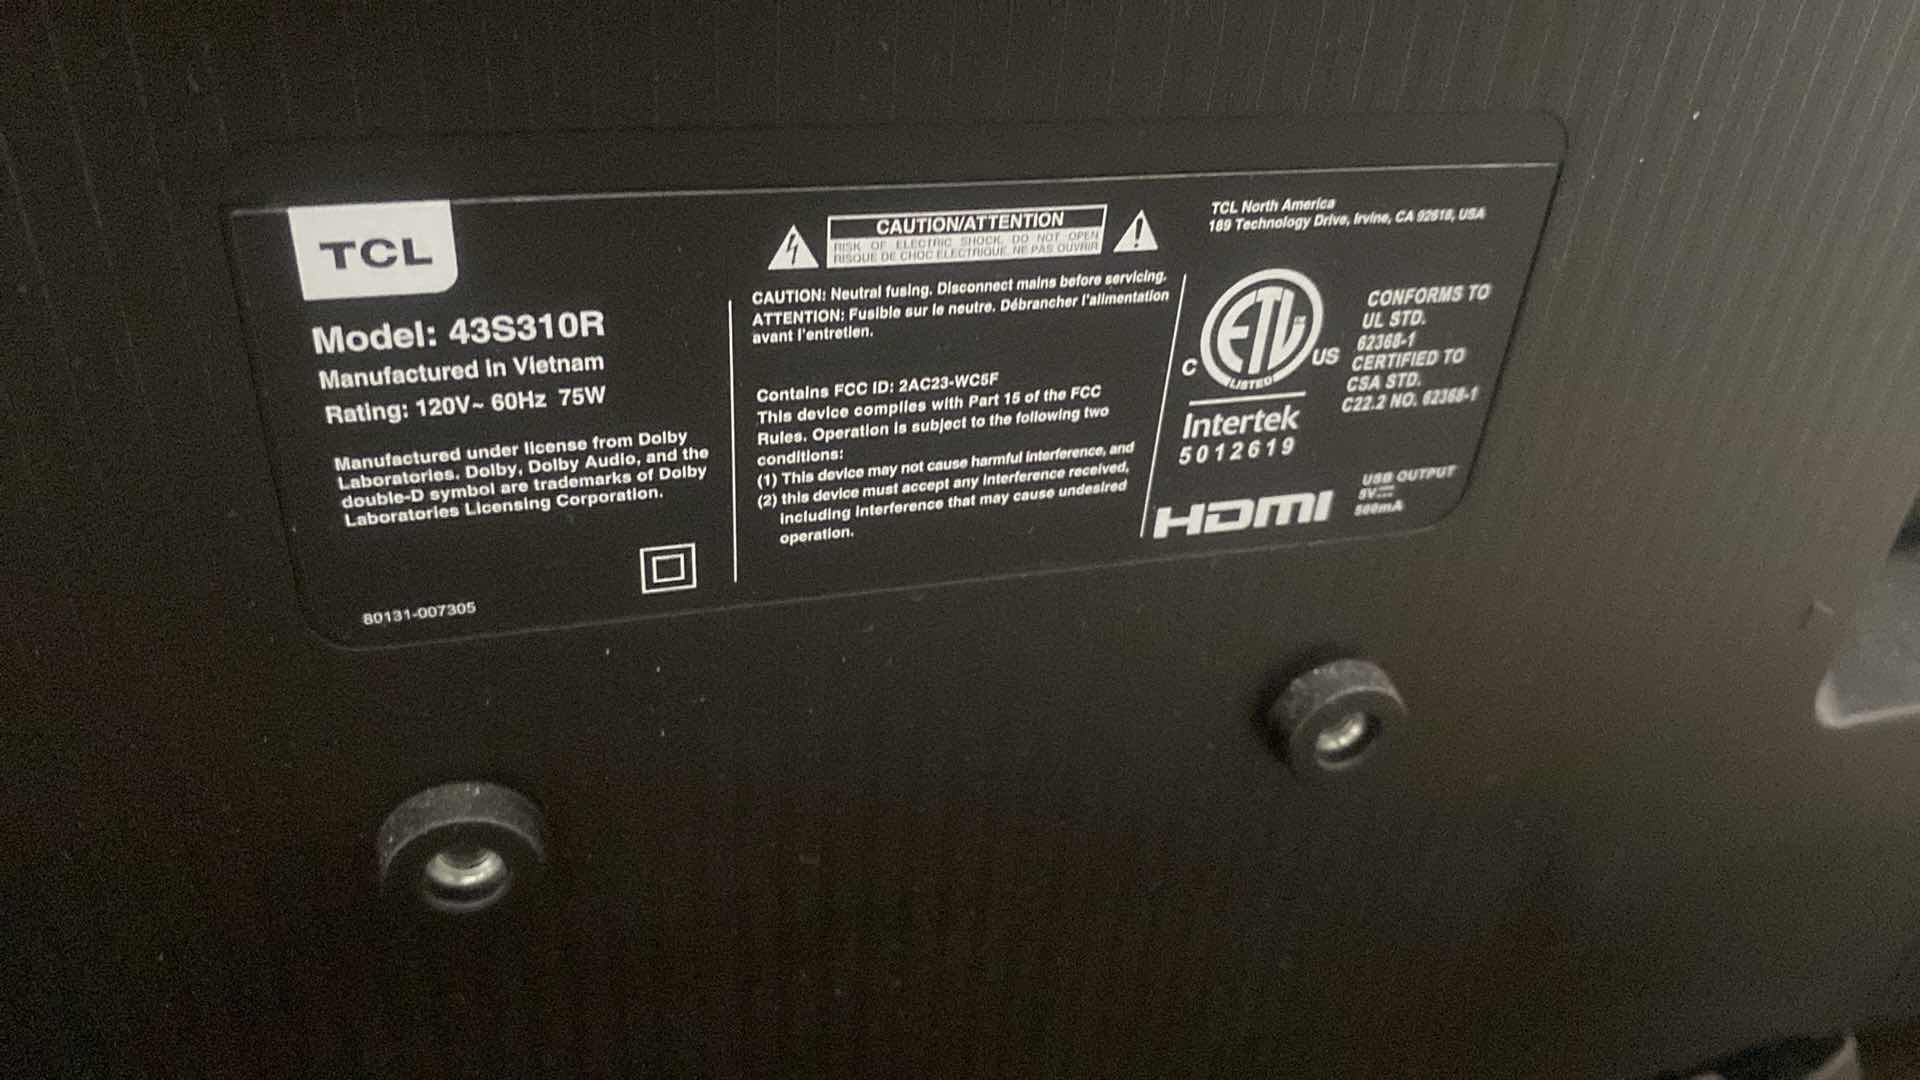 TCL
Model: 43S310R
Manufactured in Vietnam
Rating: 120V~ 60Hz 75W
Manufactured under license from Dolby
Laboratories. Dolby, Dolby Audio, and the
double-D symbol are trademarks of Dolby
Laboratories Licensing Corporation.
80131-007305
CAUTION/ATTENTION
RISK OF ELECTRIC SHOCK, DO NOT OPEN
RISQUE DE CHOC ELECTRIQUE, NE PAS OUVRIR
CAUTION: Neutral fusing. Disconnect mains before servicing.
ATTENTION: Fusible sur le neutre. Débrancher l'alimentation
avant l'entretien.
Contains FCC ID: 2AC23-WC5F
This device complies with Part 15 of the FCC
Rules. Operation is subject to the following two
conditions:
(1) This device may not cause harmful interference, and
(2) this device must accept any interference received,
including interference that may cause undesired
operation.
TCL North America
189 Technology Drive, Irvine, CA 92618, USA
C ETL US
LISTED
Intertek
5012619
CONFORMS TO
UL STD.
62368-1
CERTIFIED TO
CSA STD.
C22.2 NO. 62368-1
HDMI
USB OUTPUT
5V
500mA